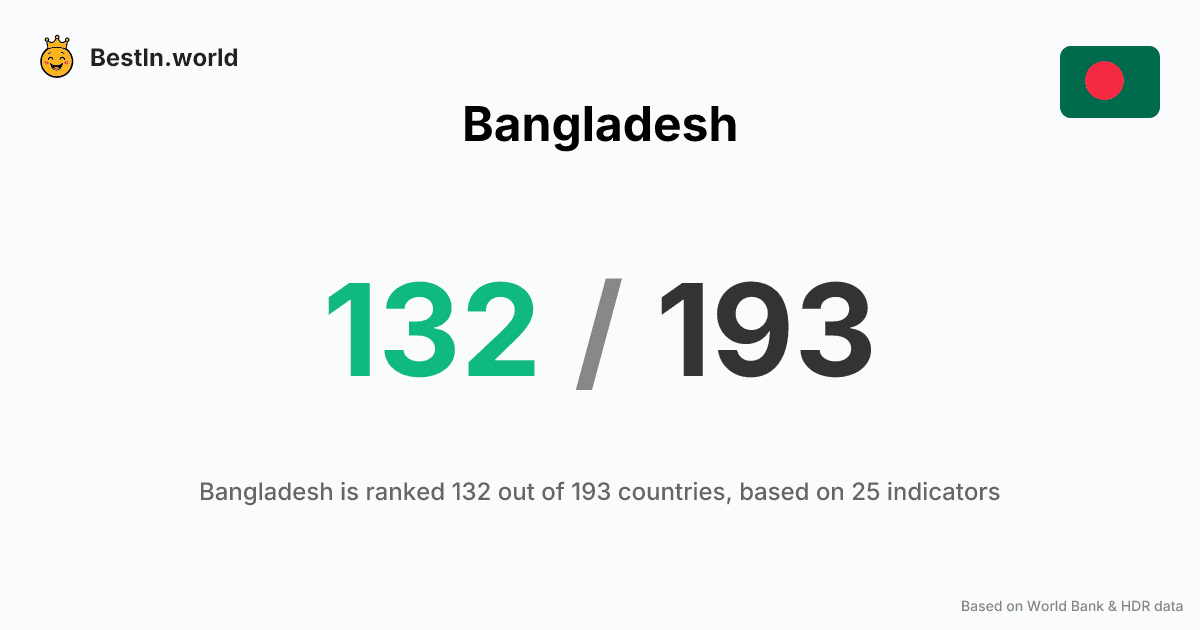 BestIn.world
Bangladesh
132 / 193
Bangladesh is ranked 132 out of 193 countries, based on 25 indicators
Based on World Bank & HDR data